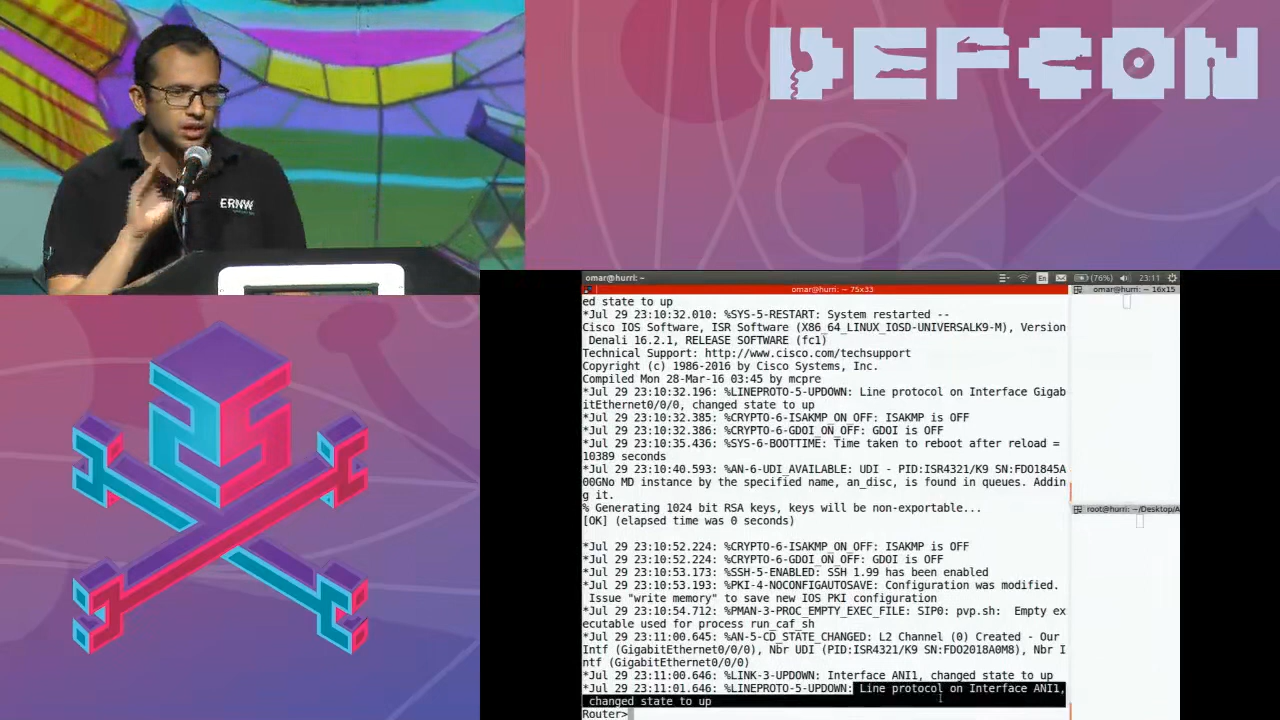 DEFCON
ERNW
omar@hurri: ~
En
(76%)
23:11
omar@hurri: ~ 75x33
omar@hurri: ~ 16x15
ed state to up
*Jul 29 23:10:32.010: %SYS-5-RESTART: System restarted --
Cisco IOS Software, ISR Software (X86_64_LINUX_IOSD-UNIVERSALK9-M), Version
Denali 16.2.1, RELEASE SOFTWARE (fc1)
Technical Support: http://www.cisco.com/techsupport
Copyright (c) 1986-2016 by Cisco Systems, Inc.
Compiled Mon 28-Mar-16 03:45 by mcpre
*Jul 29 23:10:32.196: %LINEPROTO-5-UPDOWN: Line protocol on Interface Gigab
itEthernet0/0/0, changed state to up
*Jul 29 23:10:32.385: %CRYPTO-6-ISAKMP_ON_OFF: ISAKMP is OFF
*Jul 29 23:10:32.386: %CRYPTO-6-GDOI_ON_OFF: GDOI is OFF
*Jul 29 23:10:35.436: %SYS-6-BOOTTIME: Time taken to reboot after reload =
10389 seconds
*Jul 29 23:10:40.593: %AN-6-UDI_AVAILABLE: UDI - PID:ISR4321/K9 SN:FDO1845A
00GNo MD instance by the specified name, an_disc, is found in queues. Addin
g it.
% Generating 1024 bit RSA keys, keys will be non-exportable...
[OK] (elapsed time was 0 seconds)
*Jul 29 23:10:52.224: %CRYPTO-6-ISAKMP_ON_OFF: ISAKMP is OFF
*Jul 29 23:10:52.224: %CRYPTO-6-GDOI_ON_OFF: GDOI is OFF
*Jul 29 23:10:53.173: %SSH-5-ENABLED: SSH 1.99 has been enabled
*Jul 29 23:10:53.193: %PKI-4-NOCONFIGAUTOSAVE: Configuration was modified.
Issue "write memory" to save new IOS PKI configuration
*Jul 29 23:10:54.712: %PMAN-3-PROC_EMPTY_EXEC_FILE: SIP0: pvp.sh: Empty ex
ecutable used for process run_caf_sh
*Jul 29 23:11:00.645: %AN-5-CD_STATE_CHANGED: L2 Channel (0) Created - Our
Intf (GigabitEthernet0/0/0), Nbr UDI (PID:ISR4321/K9 SN:FDO2018A0M8), Nbr I
ntf (GigabitEthernet0/0/0)
*Jul 29 23:11:00.646: %LINK-3-UPDOWN: Interface ANI1, changed state to up
*Jul 29 23:11:01.646: %LINEPROTO-5-UPDOWN: Line protocol on Interface ANI1,
changed state to up
Router>
root@hurri: ~/Desktop/A